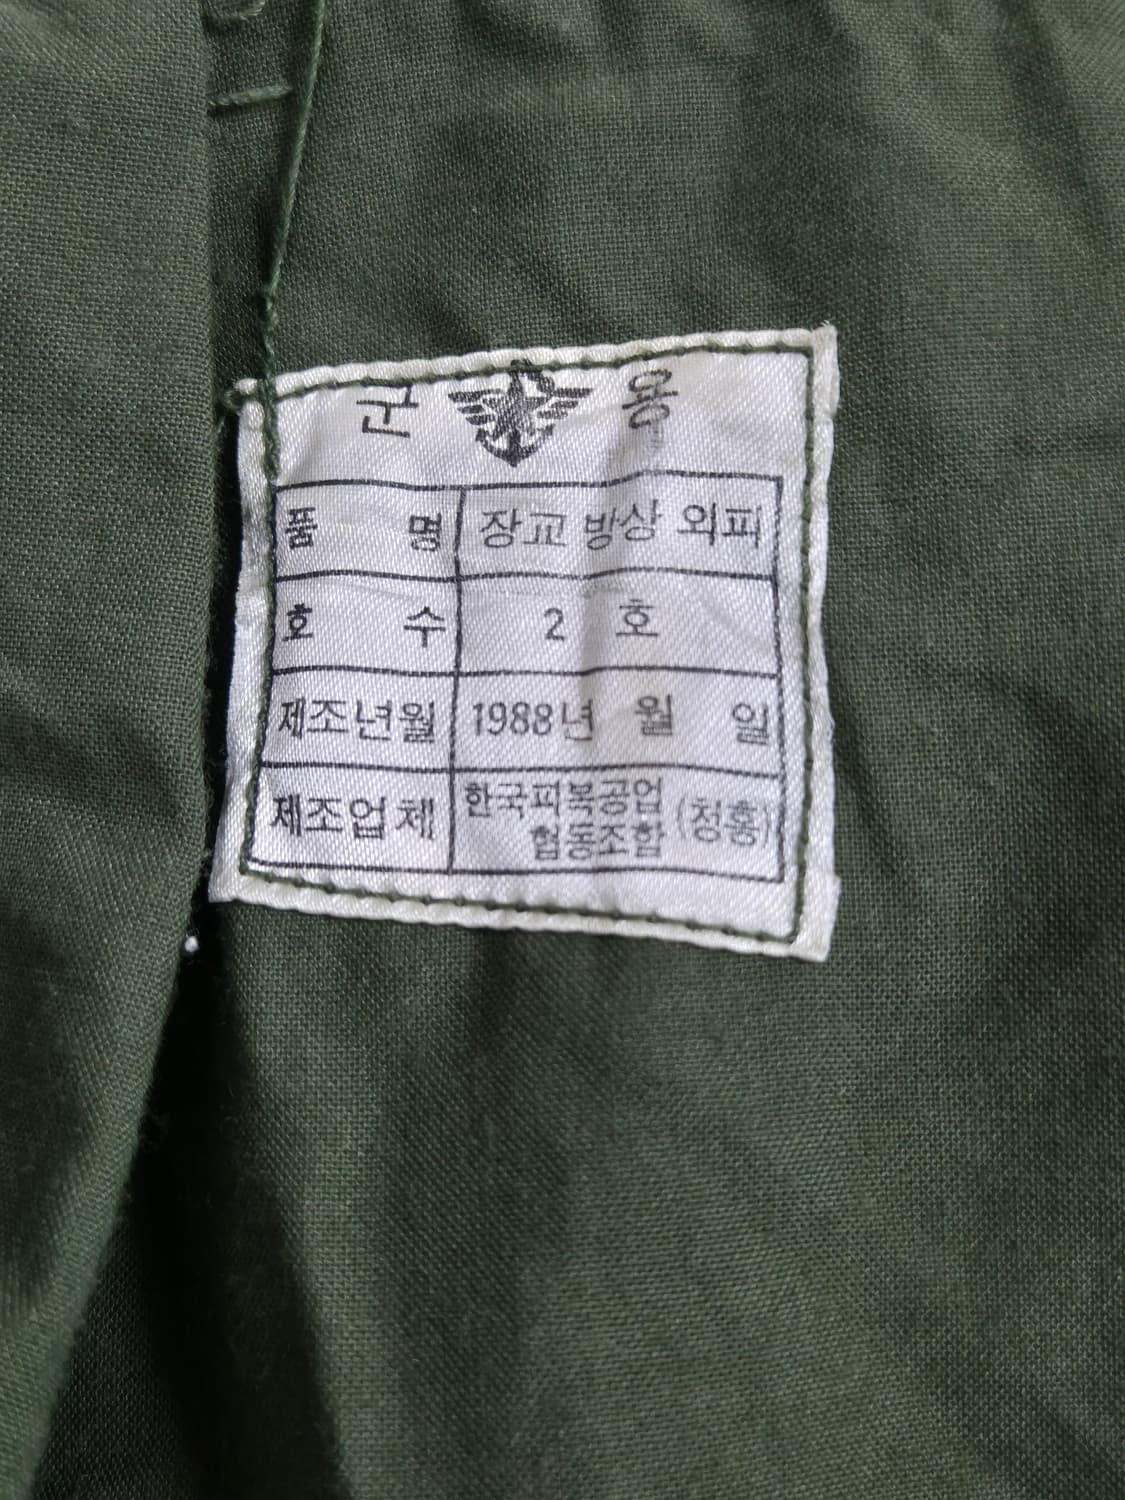 군 용
품 명 장교 방상 외피
호 수 2 호
제조년월 1988년 월 일
제조업체 한국피복공업 협동조합 (청흥)